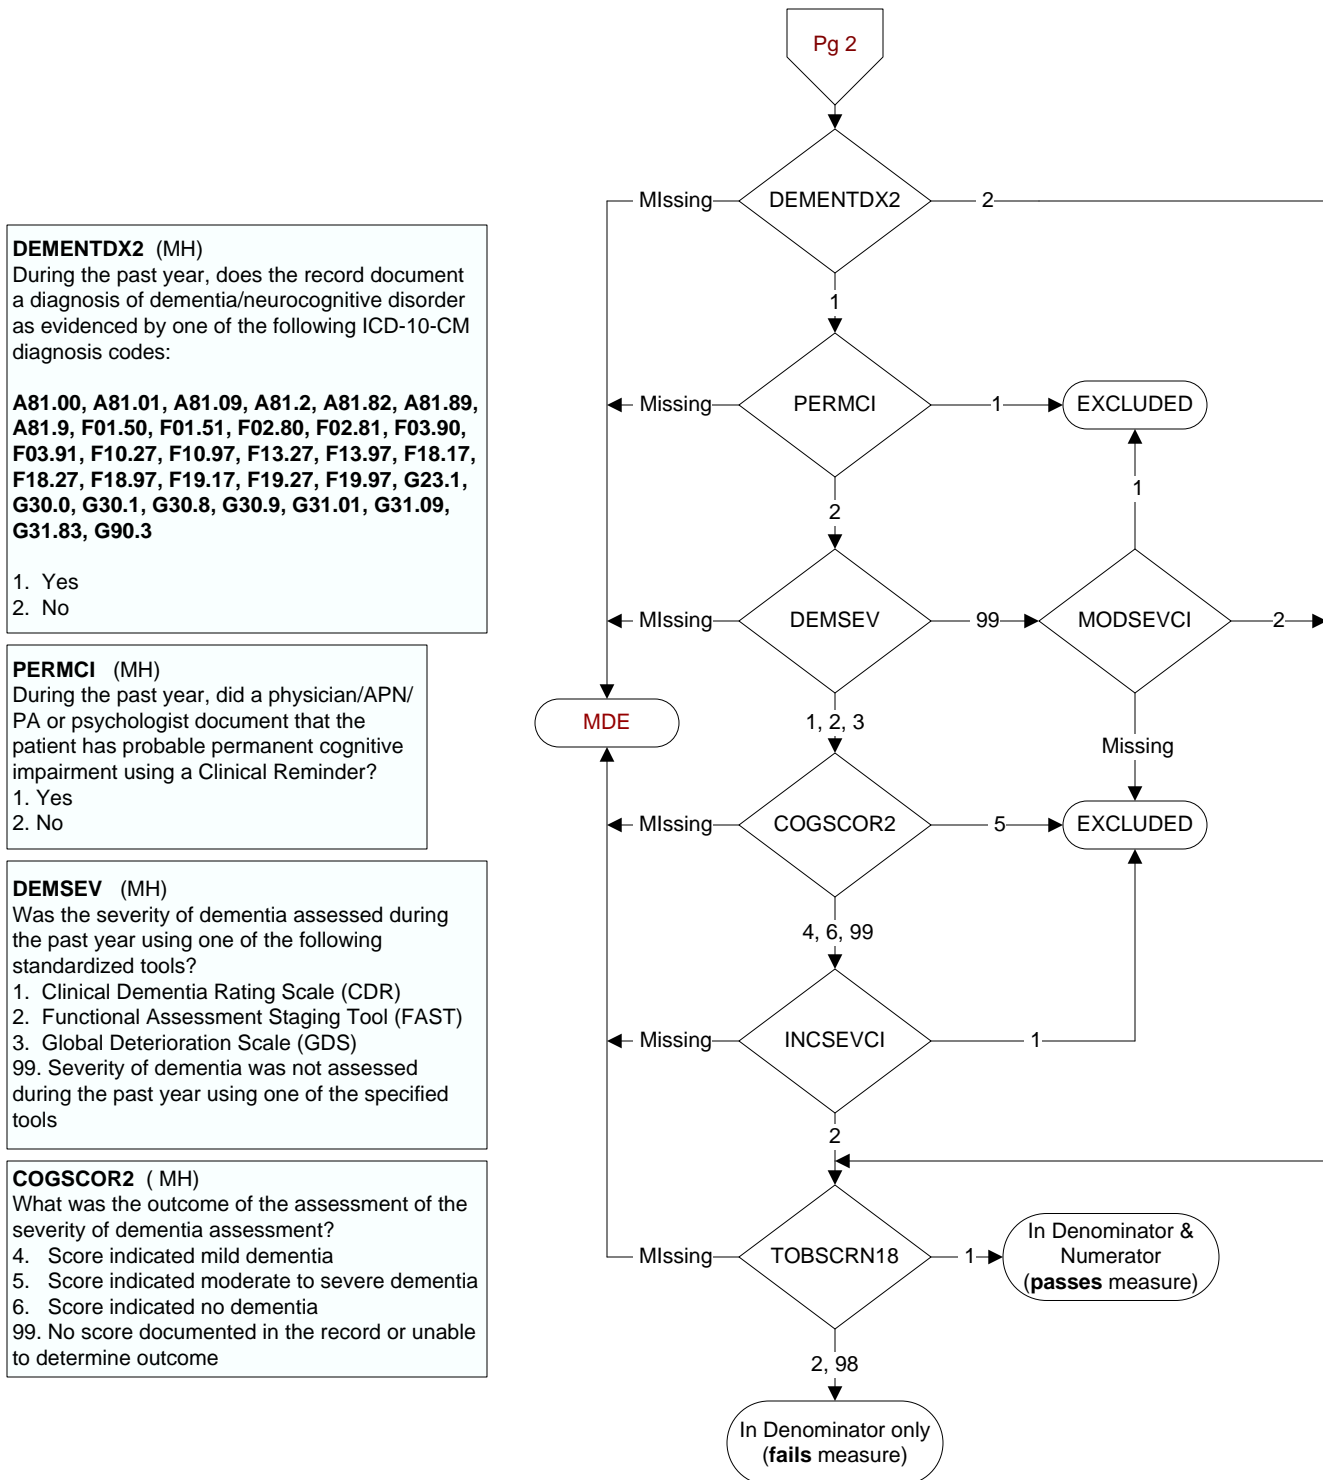 Pg 2
DEMENTDX2
MIssing
2
1
DEMENTDX2 (MH)
During the past year, does the record document
a diagnosis of dementia/neurocognitive disorder
as evidenced by one of the following ICD-10-CM
diagnosis codes:
A81.00, A81.01, A81.09, A81.2, A81.82, A81.89,
A81.9, F01.50, F01.51, F02.80, F02.81, F03.90,
F03.91, F10.27, F10.97, F13.27, F13.97, F18.17,
F18.27, F18.97, F19.17, F19.27, F19.97, G23.1,
G30.0, G30.1, G30.8, G30.9, G31.01, G31.09,
G31.83, G90.3
1. Yes
2. No
Missing
PERMCI
1
EXCLUDED
2
1
MIssing
DEMSEV
99
MODSEVCI
2
PERMCI (MH)
During the past year, did a physician/APN/
PA or psychologist document that the
patient has probable permanent cognitive
impairment using a Clinical Reminder?
1. Yes
2. No
MDE
1, 2, 3
Missing
MIssing
COGSCOR2
5
EXCLUDED
DEMSEV (MH)
Was the severity of dementia assessed during
the past year using one of the following
standardized tools?
1. Clinical Dementia Rating Scale (CDR)
2. Functional Assessment Staging Tool (FAST)
3. Global Deterioration Scale (GDS)
99. Severity of dementia was not assessed
during the past year using one of the specified
tools
4, 6, 99
Missing
INCSEVCI
1
2
COGSCOR2 ( MH)
What was the outcome of the assessment of the
severity of dementia assessment?
4. Score indicated mild dementia
5. Score indicated moderate to severe dementia
6. Score indicated no dementia
99. No score documented in the record or unable
to determine outcome
MIssing
TOBSCRN18
1
In Denominator &
Numerator
(passes measure)
2, 98
In Denominator only
(fails measure)